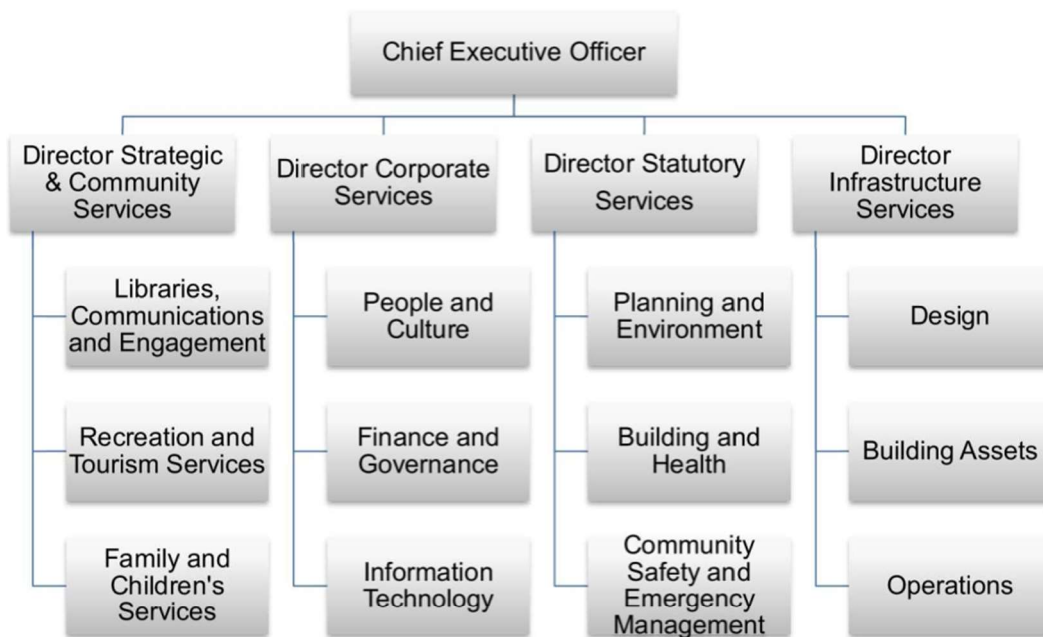 Chief Executive Officer
Director Strategic
& Community
Services
Director Corporate
Services
Director Statutory
Services
Director
Infrastructure
Services
Libraries,
Communications
and Engagement
People and
Culture
Planning and
Environment
Design
Recreation and
Tourism Services
Finance and
Governance
Building and
Health
Building Assets
Family and
Children's
Services
Information
Technology
Community
Safety and
Emergency
Management
Operations